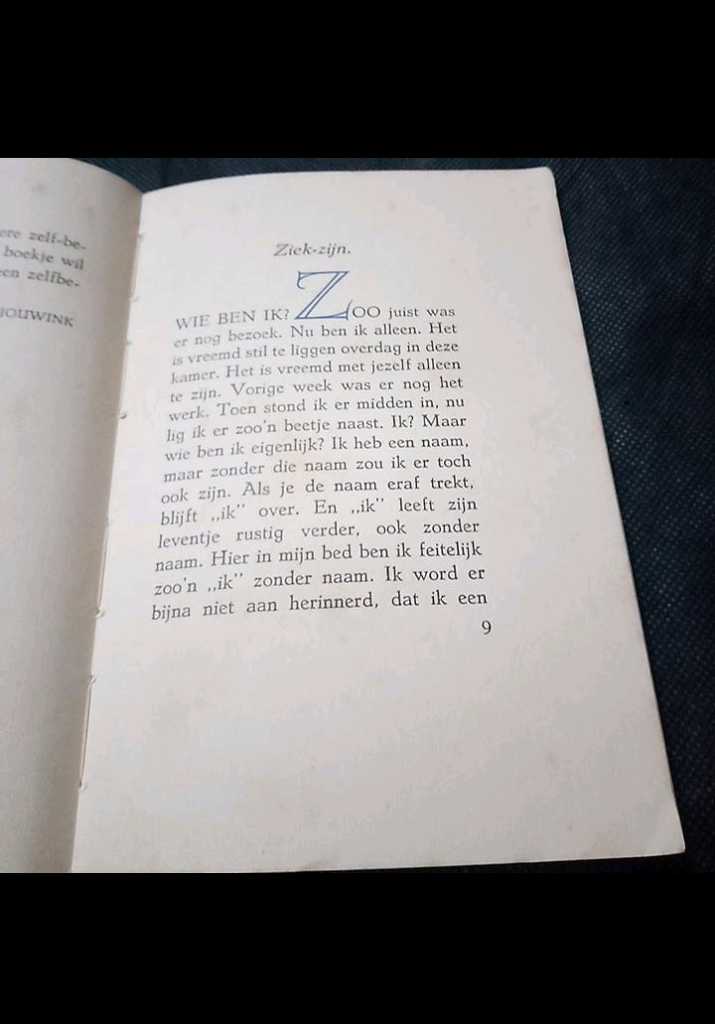 ere zelf-be-
boekje wil
een zelfbe-
JOUWINK
Ziek-zijn.
WIE BEN IK? ZOO juist was
er nog bezoek. Nu ben ik alleen. Het
is vreemd stil te liggen overdag in deze
kamer. Het is vreemd met jezelf alleen
te zijn. Vorige week was er nog het
werk. Toen stond ik er midden in, nu
lig ik er zoo'n beetje naast. Ik? Maar
wie ben ik eigenlijk? Ik heb een naam,
maar zonder die naam zou ik er toch
ook zijn. Als je de naam eraf trekt,
blijft „ik” over. En „ik” leeft zijn
leventje rustig verder, ook zonder
naam. Hier in mijn bed ben ik feitelijk
zoo'n „ik” zonder naam. Ik word er
bijna niet aan herinnerd, dat ik een
9